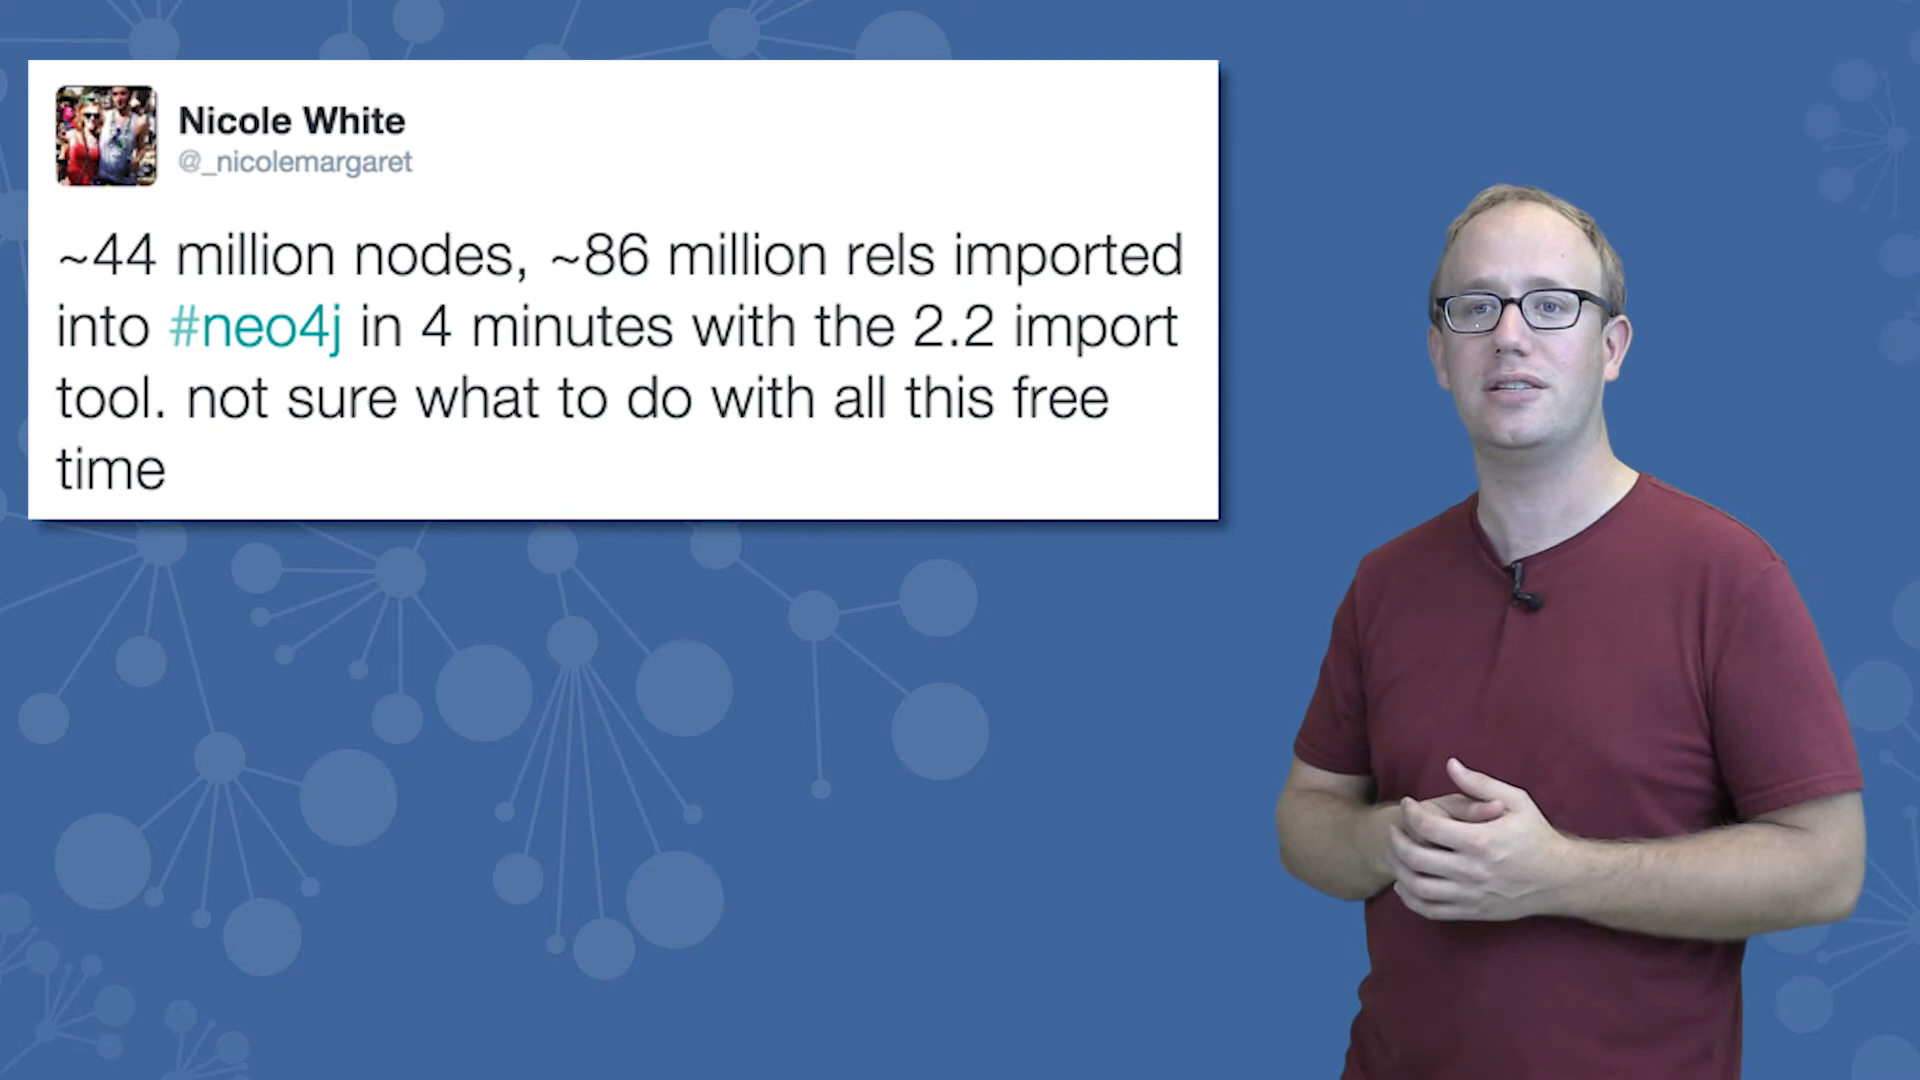 Nicole White
@_nicolemargaret
~44 million nodes, ~86 million rels imported
into #neo4j in 4 minutes with the 2.2 import
tool. not sure what to do with all this free
time